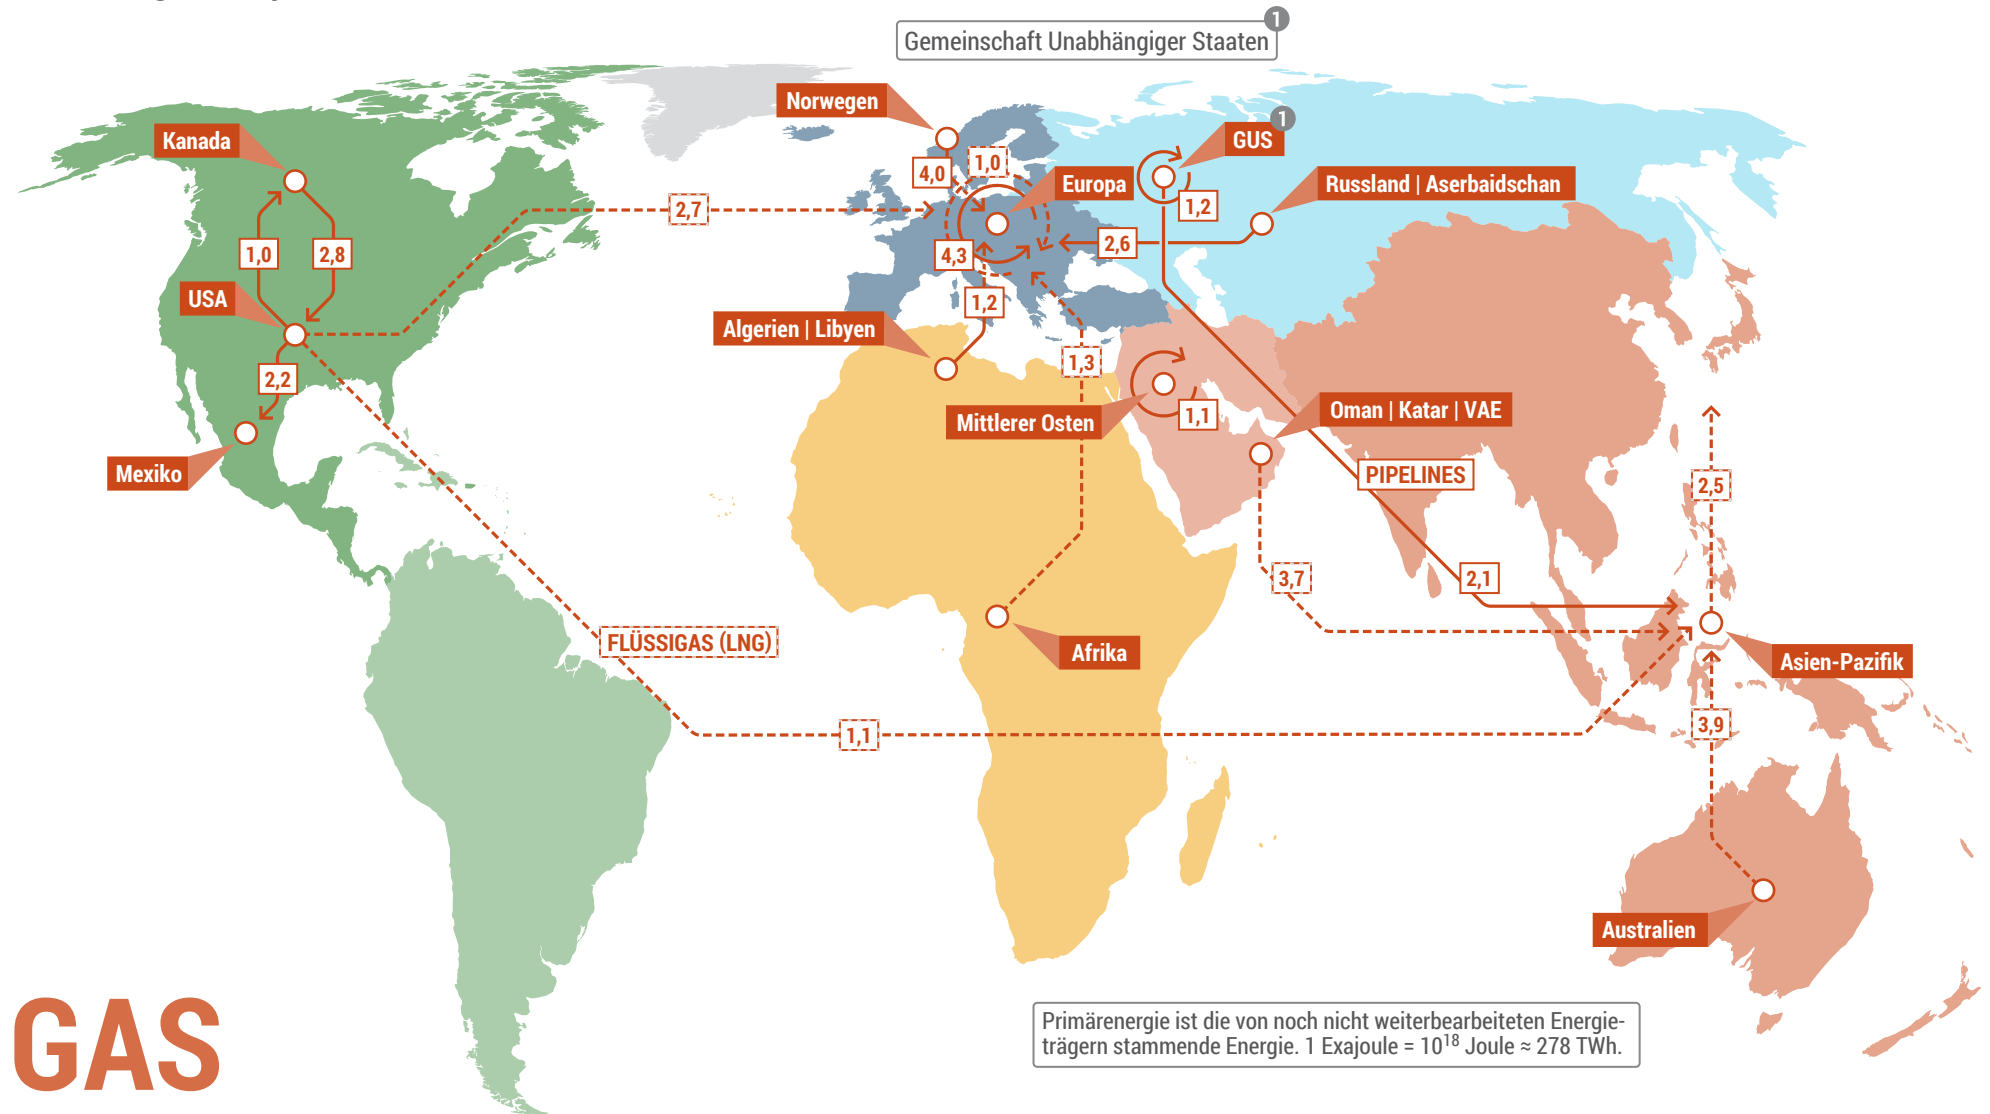 Gemeinschaft Unabhängiger Staaten
1
Norwegen
Kanada
GUS
1
4,0
1,0
Europa
Russland | Aserbaidschan
2,7
1,2
1,0
2,8
4,3
2,6
USA
1,2
Algerien | Libyen
1,3
2,2
Mittlerer Osten
1,1
Oman | Katar | VAE
Mexiko
PIPELINES
2,5
3,7
2,1
FLÜSSIGAS (LNG)
Afrika
Asien-Pazifik
1,1
3,9
Australien
GAS
Primärenergie ist die von noch nicht weiterbearbeiteten Energie-
trägern stammende Energie. 1 Exajoule = 10¹⁸ Joule ≈ 278 TWh.